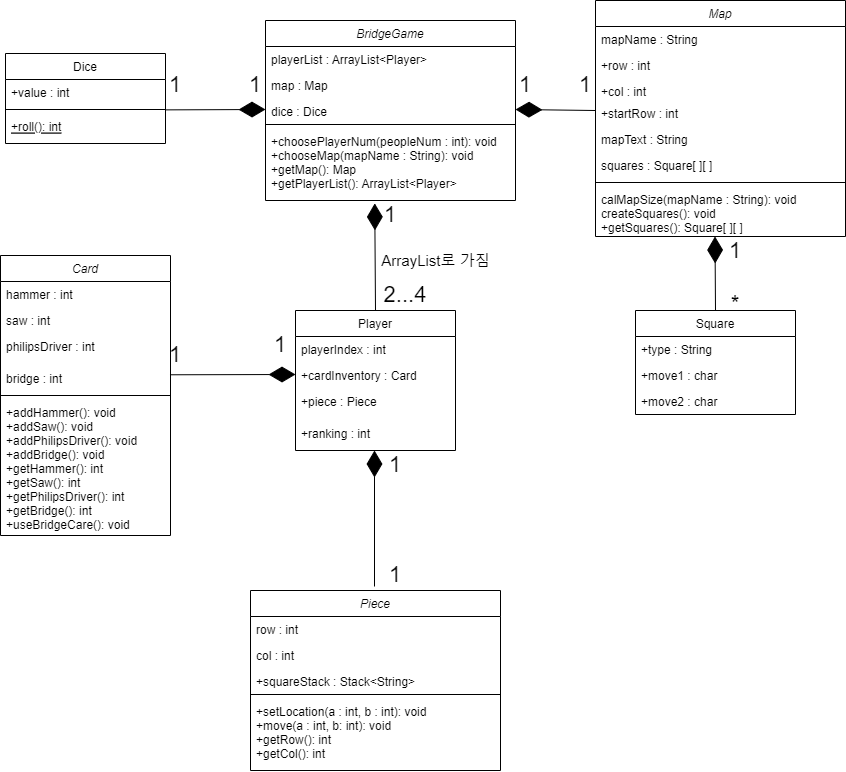 BridgeGame
playerList : ArrayList<Player>
map : Map
dice : Dice
+choosePlayerNum(peopleNum : int): void
+chooseMap(mapName : String): void
+getMap(): Map
+getPlayerList(): ArrayList<Player>
Map
mapName : String
+row : int
+col : int
+startRow : int
mapText : String
squares : Square[ ][ ]
calMapSize(mapName : String): void
createSquares(): void
+getSquares(): Square[ ][ ]
Dice
+value : int
+roll(): int
1
1
1
1
1
ArrayList로 가짐
2...4
1
*
Card
hammer : int
saw : int
philipsDriver : int
bridge : int
+addHammer(): void
+addSaw(): void
+addPhilipsDriver(): void
+addBridge(): void
+getHammer(): int
+getSaw(): int
+getPhilipsDriver(): int
+getBridge(): int
+useBridgeCare(): void
1
1
Player
playerIndex : int
+cardInventory : Card
+piece : Piece
+ranking : int
Square
+type : String
+move1 : char
+move2 : char
1
1
Piece
row : int
col : int
+squareStack : Stack<String>
+setLocation(a : int, b : int): void
+move(a : int, b: int): void
+getRow(): int
+getCol(): int